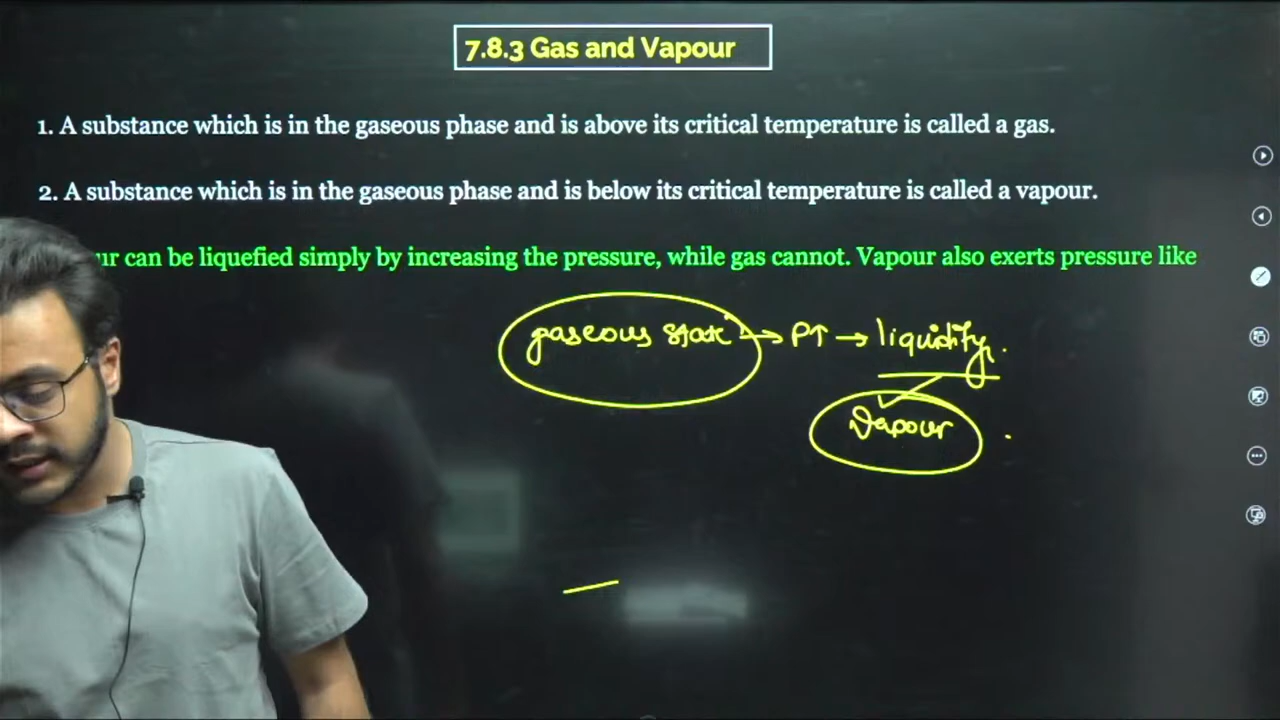 7.8.3 Gas and Vapour
1. A substance which is in the gaseous phase and is above its critical temperature is called a gas.
2. A substance which is in the gaseous phase and is below its critical temperature is called a vapour.
can be liquefied simply by increasing the pressure, while gas cannot. Vapour also exerts pressure like
gaseous state → P↑ → liquidify.
Vapour